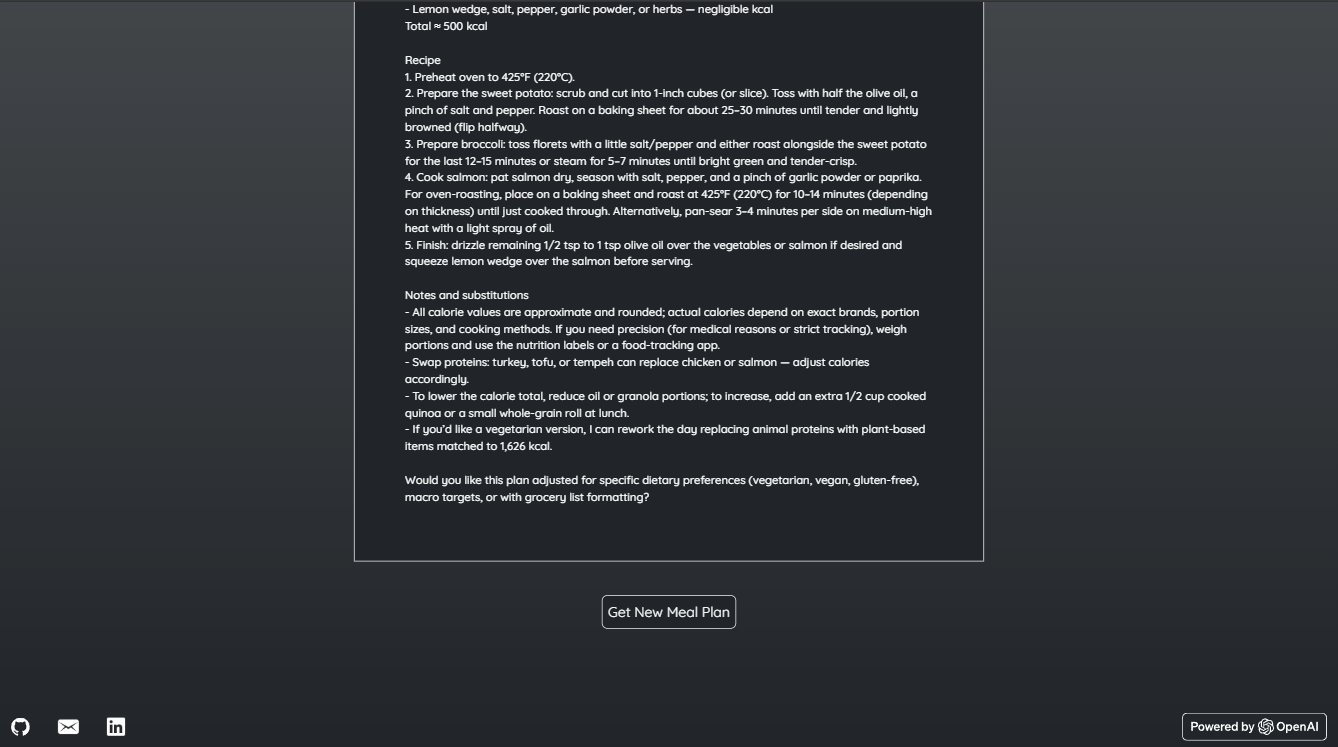 - Lemon wedge, salt, pepper, garlic powder, or herbs — negligible kcal
Total ≈ 500 kcal
Recipe
1. Preheat oven to 425°F (220°C).
2. Prepare the sweet potato: scrub and cut into 1-inch cubes (or slice). Toss with half the olive oil, a
pinch of salt and pepper. Roast on a baking sheet for about 25–30 minutes until tender and lightly
browned (flip halfway).
3. Prepare broccoli: toss florets with a little salt/pepper and either roast alongside the sweet potato
for the last 12–15 minutes or steam for 5–7 minutes until bright green and tender-crisp.
4. Cook salmon: pat salmon dry, season with salt, pepper, and a pinch of garlic powder or paprika.
For oven-roasting, place on a baking sheet and roast at 425°F (220°C) for 10–14 minutes (depending
on thickness) until just cooked through. Alternatively, pan-sear 3–4 minutes per side on medium-high
heat with a light spray of oil.
5. Finish: drizzle remaining 1/2 tsp to 1 tsp olive oil over the vegetables or salmon if desired and
squeeze lemon wedge over the salmon before serving.
Notes and substitutions
- All calorie values are approximate and rounded; actual calories depend on exact brands, portion
sizes, and cooking methods. If you need precision (for medical reasons or strict tracking), weigh
portions and use the nutrition labels or a food-tracking app.
- Swap proteins: turkey, tofu, or tempeh can replace chicken or salmon — adjust calories
accordingly.
- To lower the calorie total, reduce oil or granola portions; to increase, add an extra 1/2 cup cooked
quinoa or a small whole-grain roll at lunch.
- If you'd like a vegetarian version, I can rework the day replacing animal proteins with plant-based
items matched to 1,626 kcal.
Would you like this plan adjusted for specific dietary preferences (vegetarian, vegan, gluten-free),
macro targets, or with grocery list formatting?
Get New Meal Plan
in
Powered by OpenAI